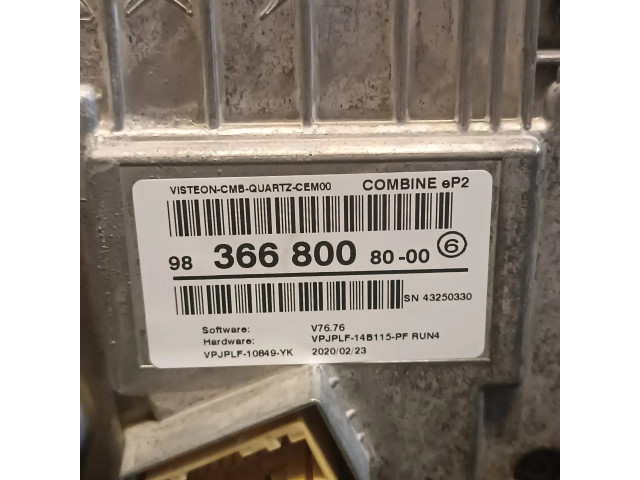 VISTEON-CMB-QUARTZ-CEM00 COMBINE eP2
98 366 800 80-00 6
SN 43250330
Software: V76.76
Hardware: VPJPLF-14B115-PF RUN4
VPJPLF-10849-YK 2020/02/23